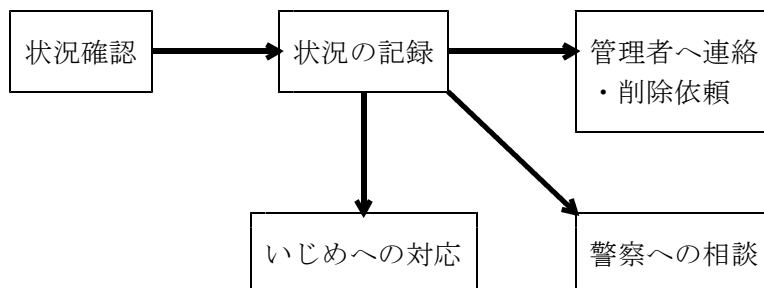 状況確認
状況の記録
管理者へ連絡
・削除依頼
いじめへの対応
警察への相談